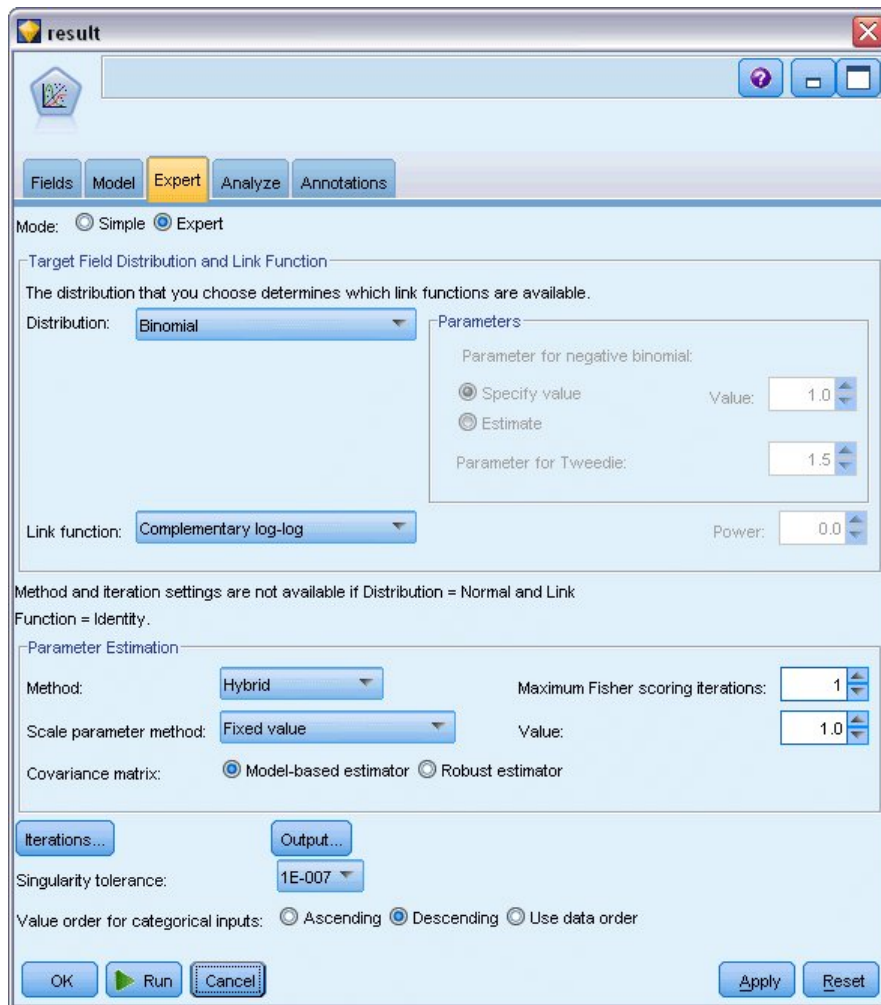 result
?
Fields Model Expert Analyze Annotations
Mode: Simple Expert
Target Field Distribution and Link Function
The distribution that you choose determines which link functions are available.
Distribution: Binomial
Parameters
Parameter for negative binomial:
Specify value Value: 1.0
Estimate
Parameter for Tweedie: 1.5
Link function: Complementary log-log Power: 0.0
Method and iteration settings are not available if Distribution = Normal and Link
Function = Identity.
Parameter Estimation
Method: Hybrid Maximum Fisher scoring iterations: 1
Scale parameter method: Fixed value Value: 1.0
Covariance matrix: Model-based estimator Robust estimator
Iterations... Output...
Singularity tolerance: 1E-007
Value order for categorical inputs: Ascending Descending Use data order
OK Run Cancel Apply Reset